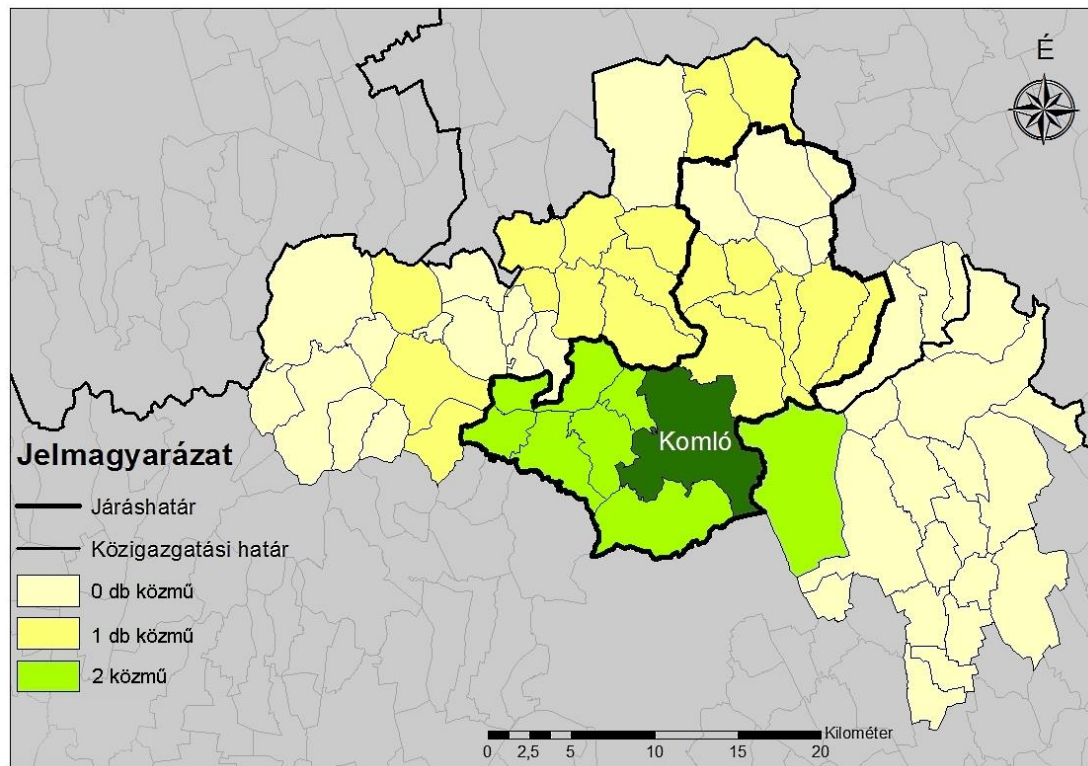 É
Komló
Jelmagyarázat
Járáshatár
Közigazgatási határ
0 db közmű
1 db közmű
2 közmű
Kilométer
0 2,5 5 10 15 20